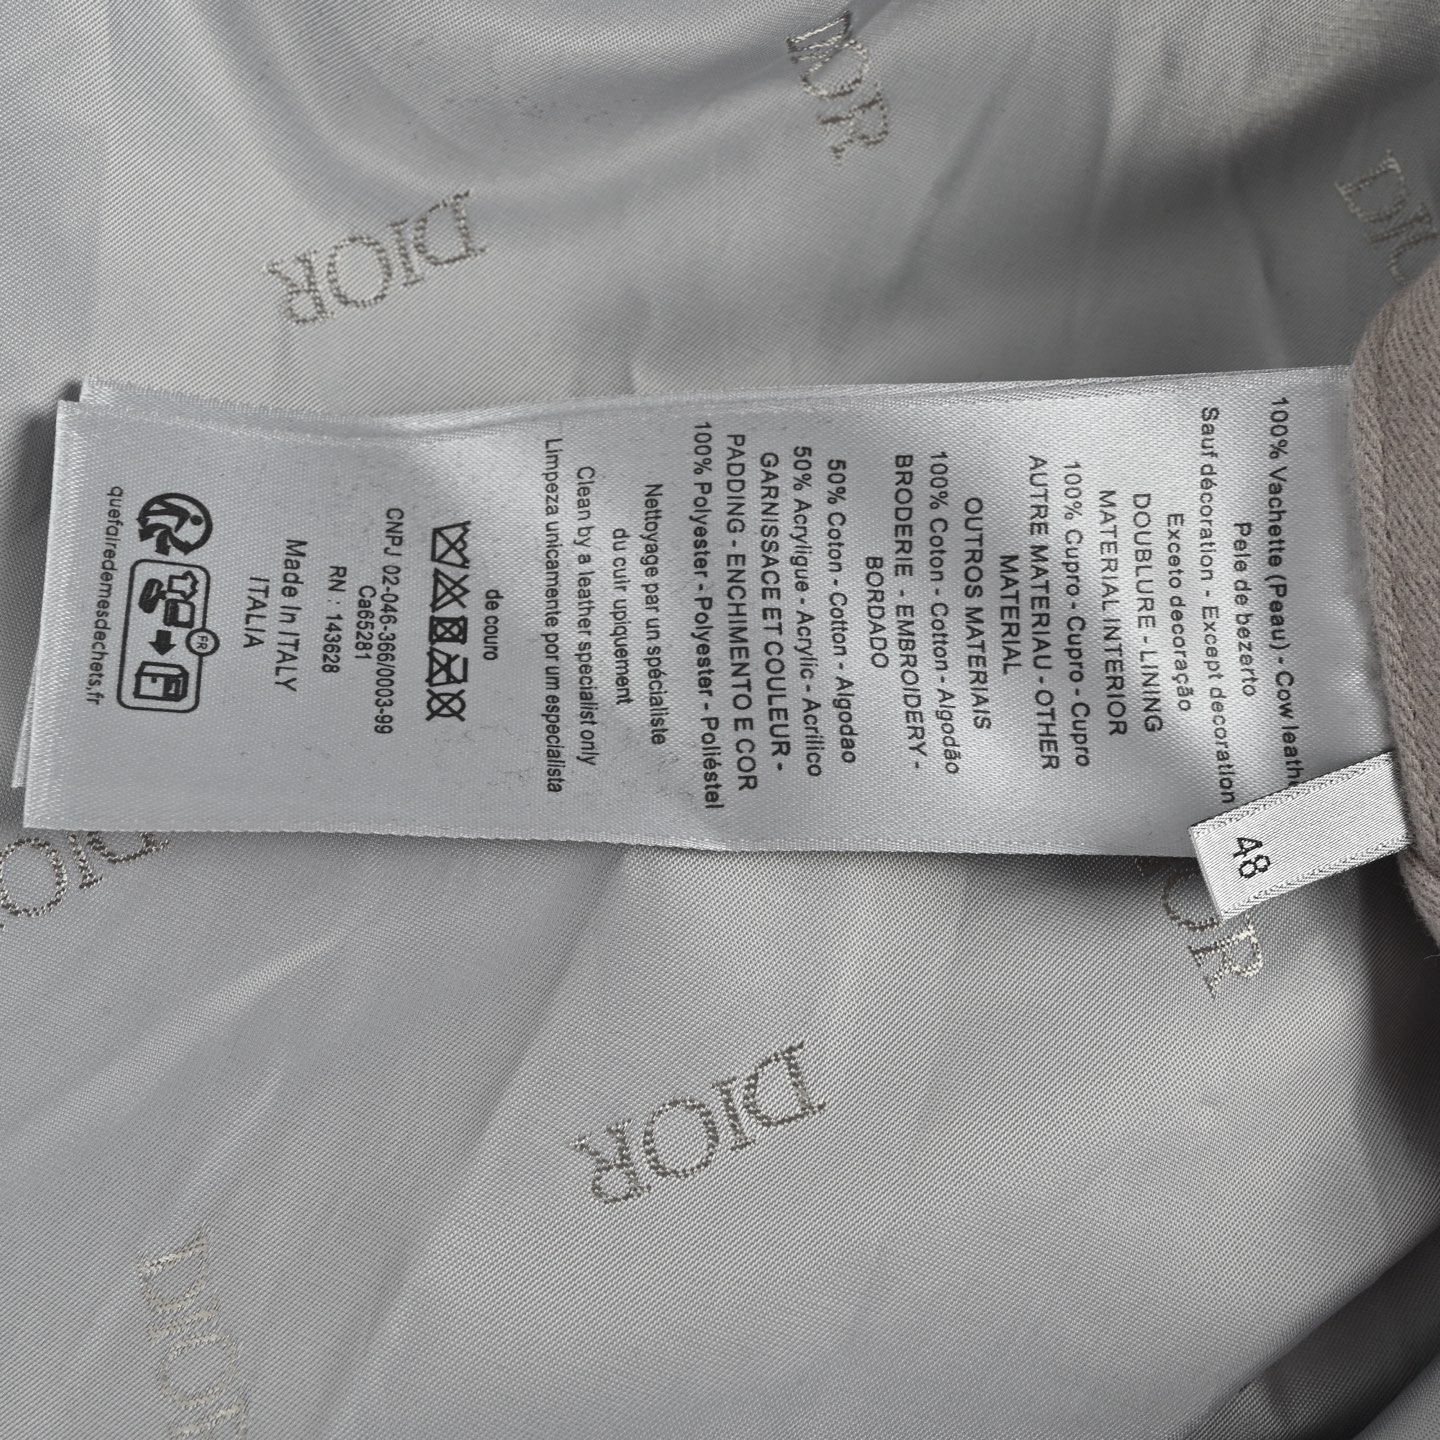 100% Vachette (Peau) - Cow leath
Pele de bezerto
Sauf décoration - Except decoration
Exceto decoração
DOUBLURE - LINING
MATERIAL INTERIOR
100% Cupro - Cupro - Cupro
AUTRE MATERIAU - OTHER
MATERIAL
OUTROS MATERIAIS
100% Coton - Cotton - Algodão
BRODERIE - EMBROIDERY -
BORDADO
50% Coton - Cotton - Algodao
50% Acryligue - Acrylic - Acrilico
GARNISSACE ET COULEUR -
PADDING - ENCHIMENTO E COR
100% Polyester - Polyester - Poliéstel
Nettoyage par un spécialiste
du cuir upiquement
Clean by a leather specialist only
Limpeza unicamente por um especialista
de couro
CNPJ 02-046-366/0003-99
Ca65281
RN : 143628
Made In ITALY
ITALIA
FR
quefairedemesdechets,fr
48
DIOR
DIOR
DIOR
DIOR
DIOR